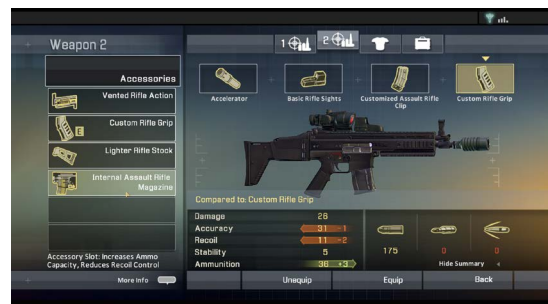 1
2
Weapon 2
Accessories
Vented Rifle Action
Custom Rifle Grip
E
Lighter Rifle Stock
Internal Assault Rifle
Magazine
Accessory Slot: Increases Ammo
Capacity, Reduces Recoil Control
More Info
Accelerator
Basic Rifle Sights
Customized Assault Rifle
Clip
Custom Rifle Grip
Compared to: Custom Rifle Grip
Damage 26
Accuracy 31 -1
Recoil 11 -2
Stability 5
Ammunition 36 +3
175 0 0
Hide Summary
Unequip Equip Back